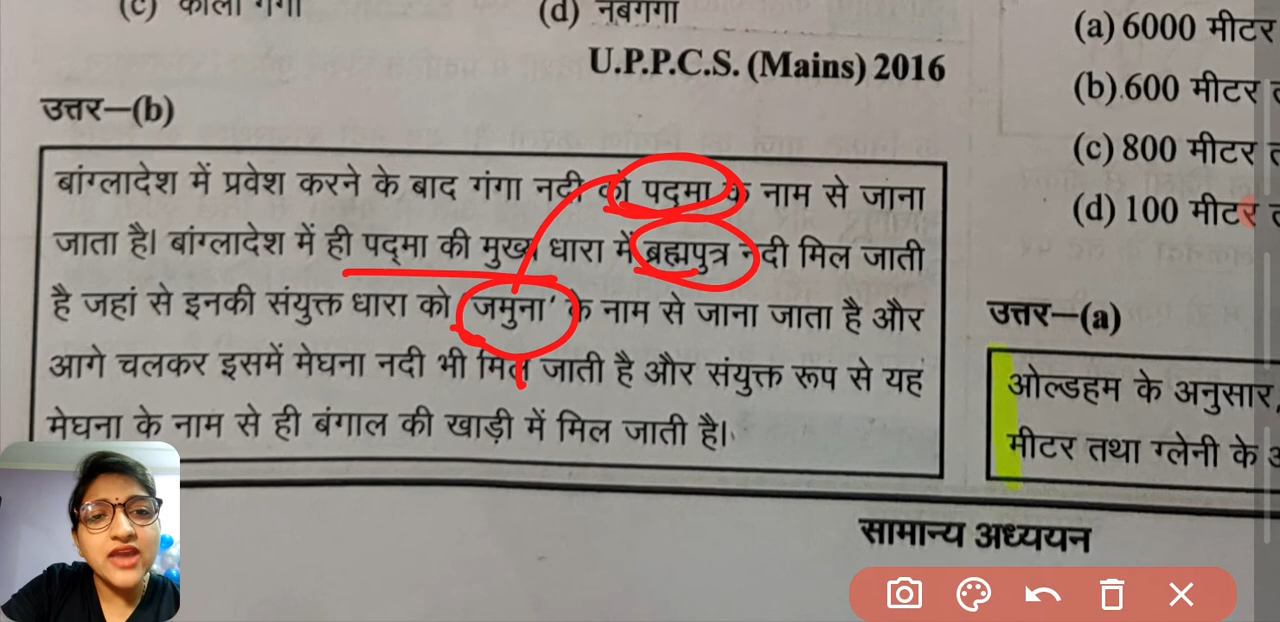 (c) काली गंगा
(d) नबगंगा
U.P.P.C.S. (Mains) 2016
उत्तर—(b)
बांग्लादेश में प्रवेश करने के बाद गंगा नदी को पद्मा के नाम से जाना
जाता है। बांग्लादेश में ही पद्मा की मुख्य धारा में ब्रह्मपुत्र नदी मिल जाती
है जहां से इनकी संयुक्त धारा को 'जमुना' के नाम से जाना जाता है और
आगे चलकर इसमें मेघना नदी भी मिल जाती है और संयुक्त रूप से यह
मेघना के नाम से ही बंगाल की खाड़ी में मिल जाती है।
सामान्य अध्ययन
(a) 6000 मीटर
(b) 600 मीटर
(c) 800 मीटर
(d) 100 मीटर
उत्तर—(a)
ओल्डहम के अनुसार,
मीटर तथा ग्लेनी के